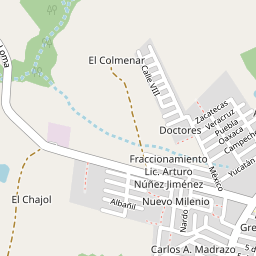 Loma
El Colmenar
Calle VIII
Zacatecas
Veracruz
Puebla
Oaxaca
Campeche
Doctores
Yucatán
México
Fraccionamiento
Lic. Arturo
Núñez Jiménez
El Chajol
Albañil
Nuevo Milenio
Nardo
Gre
5 d
Carlos A. Madrazo